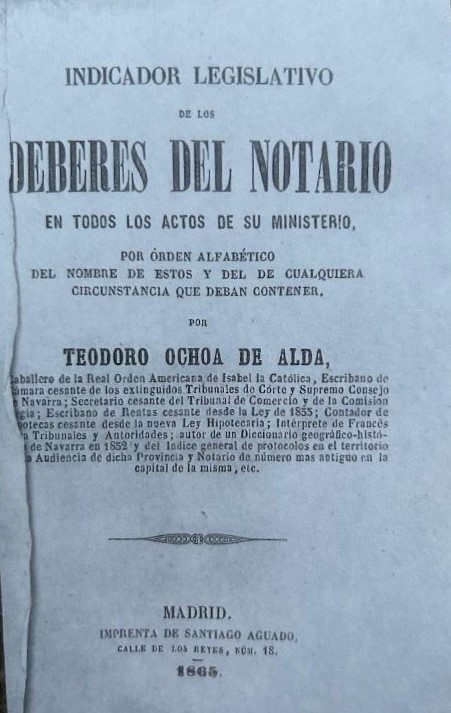 INDICADOR LEGISLATIVO
DE LOS
DEBERES DEL NOTARIO
EN TODOS LOS ACTOS DE SU MINISTERIO,
POR ÓRDEN ALFABÉTICO
DEL NOMBRE DE ESTOS Y DEL DE CUALQUIERA
CIRCUNSTANCIA QUE DEBAN CONTENER.
POR
TEODORO OCHOA DE ALDA,
aballero de la Real Orden Americana de Isabel la Católica, Escribano de
ámara cesante de los extinguidos Tribunales de Córte y Supremo Consejo
e Navarra; Secretario cesante del Tribunal de Comercio y de la Comision
egia; Escribano de Rentas cesante desde la Ley de 1855; Contador de
potecas cesante desde la nueva Ley Hipotecaria; Intérprete de Francés
Tribunales y Autoridades; autor de un Diccionario geográfico-histó-
de Navarra en 1852 y del Indice general de protocolos en el territorio
a Audiencia de dicha Provincia y Notario de número mas antiguo en la
capital de la misma, etc.
MADRID.
IMPRENTA DE SANTIAGO AGUADO,
CALLE DE LOS REYES, NÚM. 18.
1865.